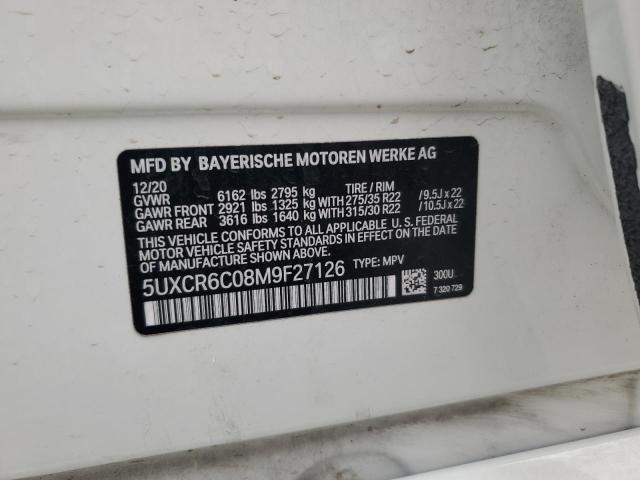 MFD BY BAYERISCHE MOTOREN WERKE AG
12/20 TIRE / RIM
GVWR 6162 lbs 2795 kg
GAWR FRONT 2921 lbs 1325 kg WITH 275/35 R22 / 9.5J x 22
GAWR REAR 3616 lbs 1640 kg WITH 315/30 R22 / 10.5J x 22
THIS VEHICLE CONFORMS TO ALL APPLICABLE U. S. FEDERAL
MOTOR VEHICLE SAFETY STANDARDS IN EFFECT ON THE DATE
OF MANUFACTURE SHOWN ABOVE.
5UXCR6C08M9F27126 TYPE: MPV
300U
7 320 729